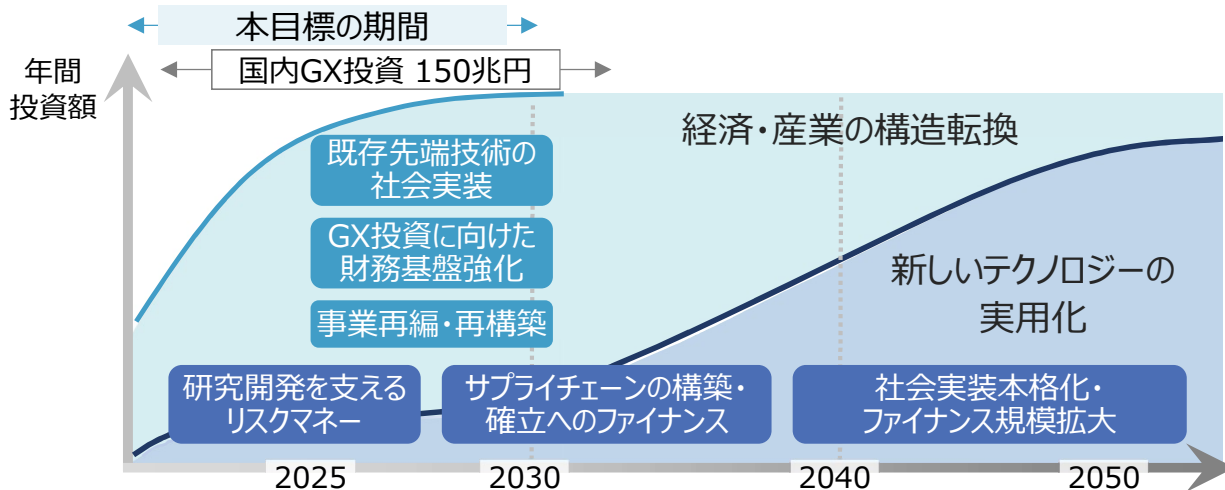 本目標の期間
国内GX投資 150兆円
年間
投資額
経済・産業の構造転換
既存先端技術の
社会実装
GX投資に向けた
財務基盤強化
事業再編・再構築
新しいテクノロジーの
実用化
研究開発を支える
リスクマネー
サプライチェーンの構築・
確立へのファイナンス
社会実装本格化・
ファイナンス規模拡大
2025
2030
2040
2050